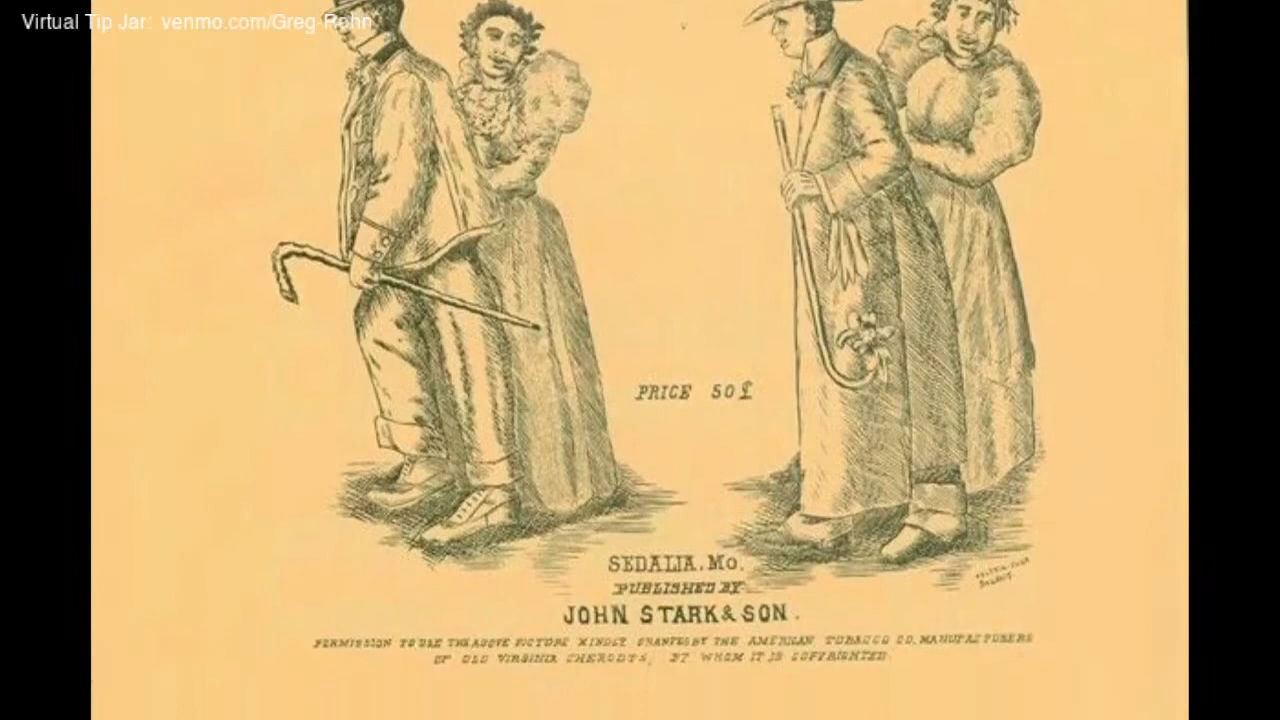 Virtual Tip Jar: venmo.com/Greg-Rohn
PRICE 50¢
SEDALIA. Mo.
PUBLISHED BY
JOHN STARK & SON.
PERMISSION TO USE THE ABOVE PICTURE KINDLY GRANTED BY THE AMERICAN TOBACCO CO. MANUFACTURERS
OF OLD VIRGINIA CHEROOTS, BY WHOM IT IS COPYRIGHTED.